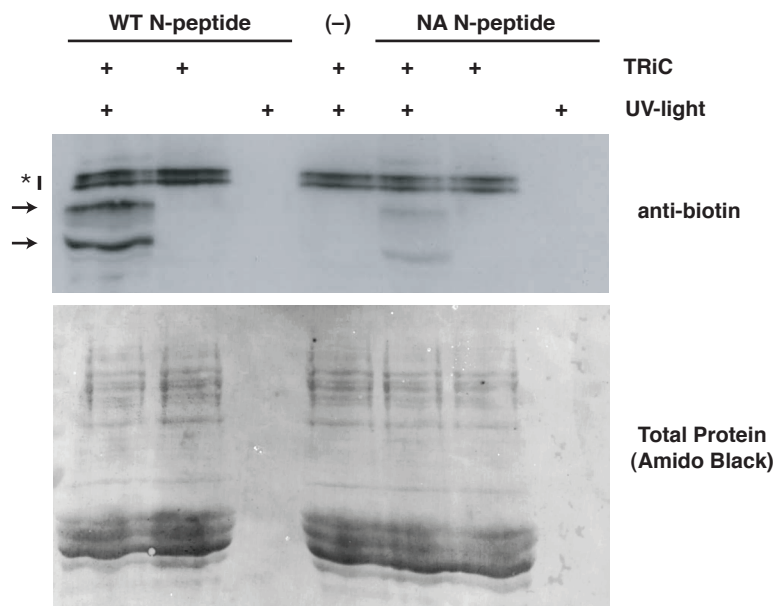 WT N-peptide (–) NA N-peptide
+ + + + + TRiC
+ + + + + UV-light
*
anti-biotin
Total Protein
(Amido Black)